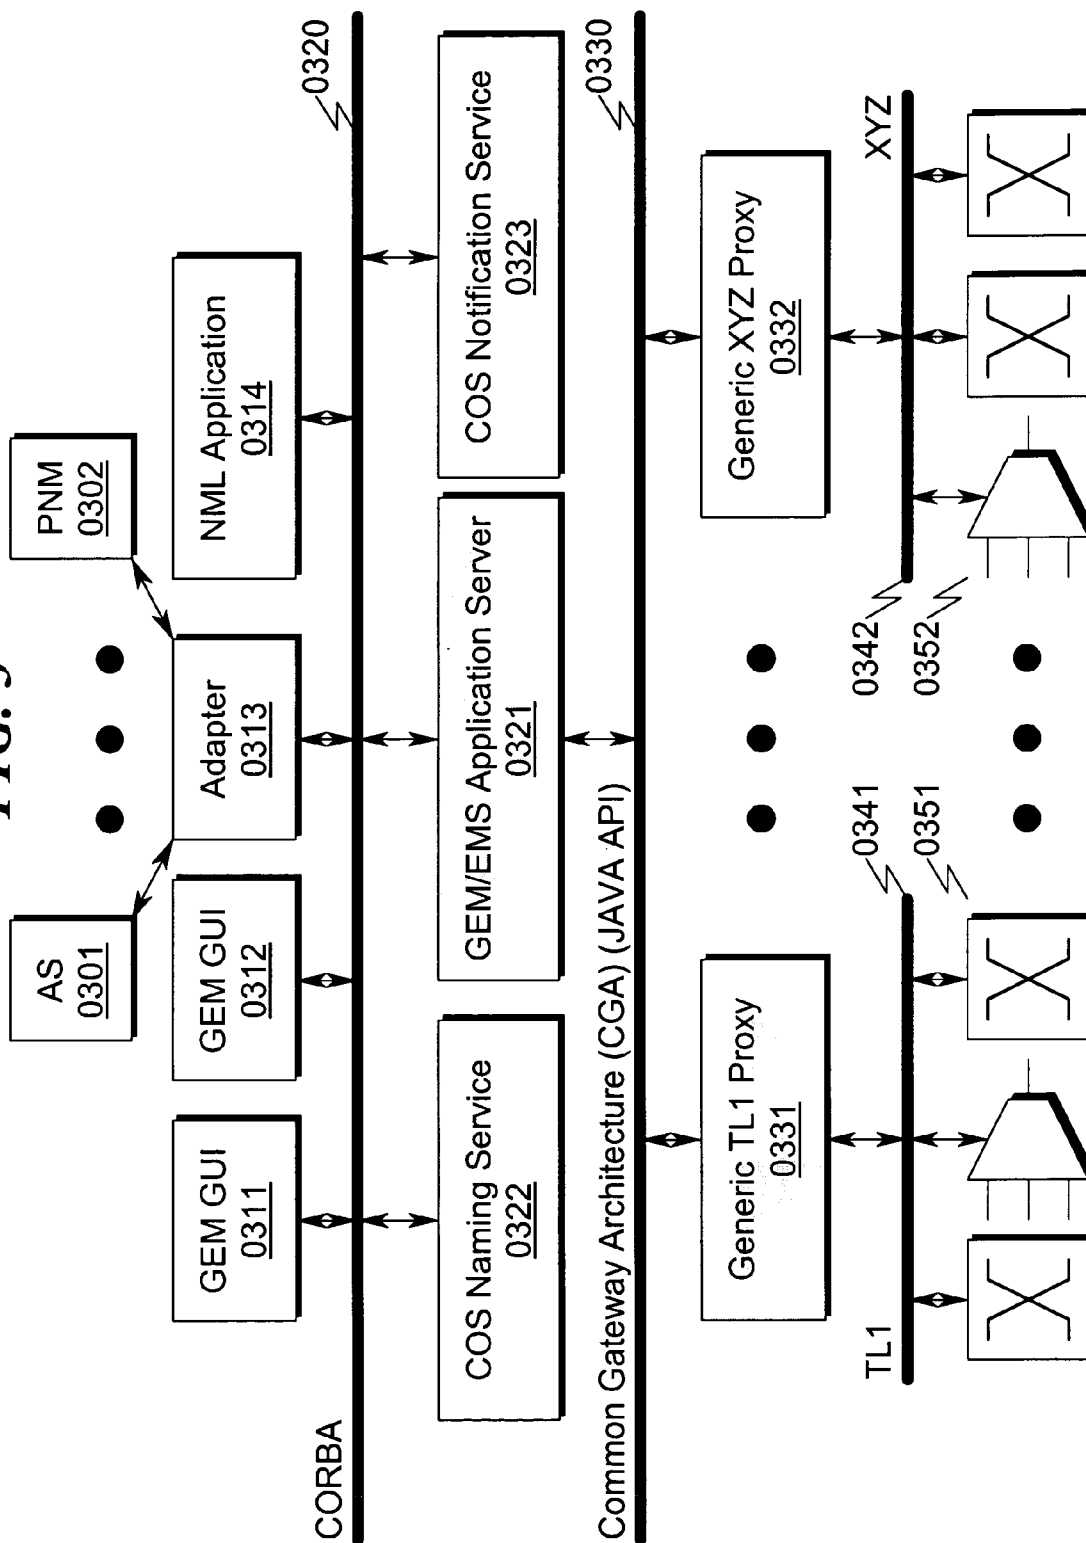 FIG. 3
AS
0301
PNM
0302
GEM GUI
0311
GEM GUI
0312
Adapter
0313
NML Application
0314
CORBA
0320
COS Naming Service
0322
GEM/EMS Application Server
0321
COS Notification Service
0323
Common Gateway Architecture (CGA) (JAVA API)
0330
Generic TL1 Proxy
0331
Generic XYZ Proxy
0332
TL1
0341
0342
XYZ
0351
0352